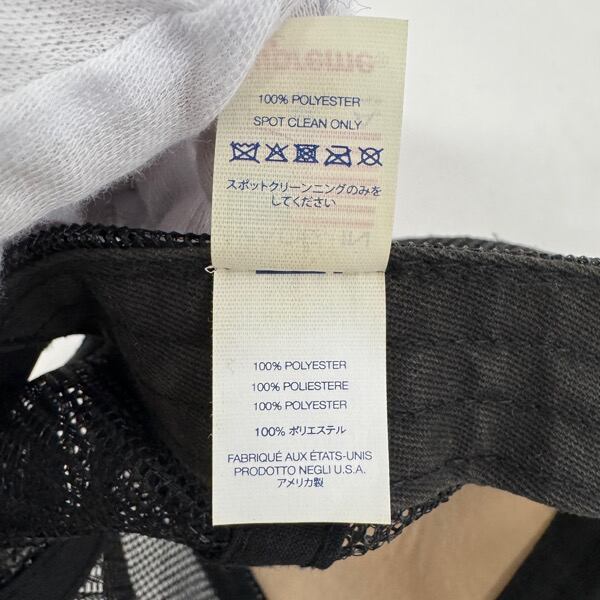 100% POLYESTER
SPOT CLEAN ONLY
スポットクリーンニングのみを
してください
100% POLYESTER
100% POLIESTERE
100% POLYESTER
100% ポリエステル
FABRIQUÉ AUX ÉTATS-UNIS
PRODOTTO NEGLI U.S.A.
アメリカ製